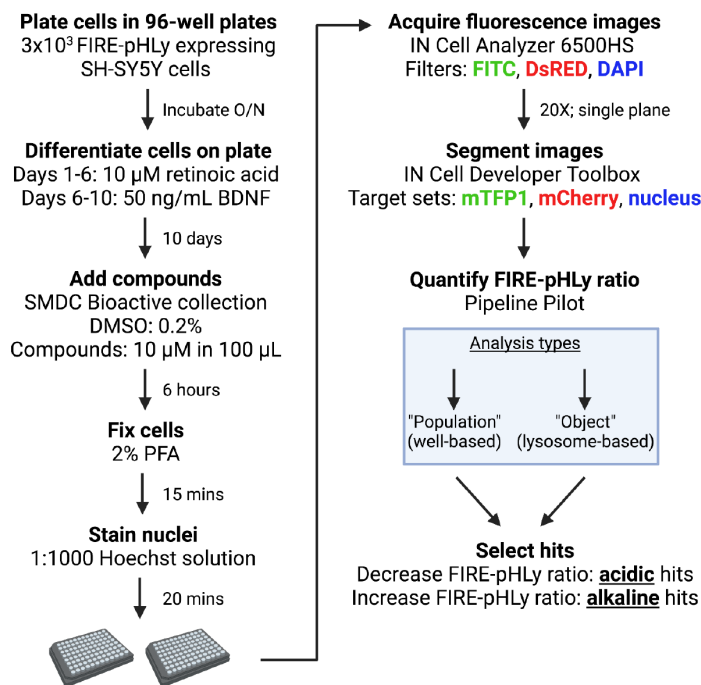 Plate cells in 96-well plates
3x10³ FIRE-pHLy expressing
SH-SY5Y cells
Incubate O/N
Differentiate cells on plate
Days 1-6: 10 µM retinoic acid
Days 6-10: 50 ng/mL BDNF
10 days
Add compounds
SMDC Bioactive collection
DMSO: 0.2%
Compounds: 10 µM in 100 µL
6 hours
Fix cells
2% PFA
15 mins
Stain nuclei
1:1000 Hoechst solution
20 mins
Acquire fluorescence images
IN Cell Analyzer 6500HS
Filters: FITC, DsRED, DAPI
20X; single plane
Segment images
IN Cell Developer Toolbox
Target sets: mTFP1, mCherry, nucleus
Quantify FIRE-pHLy ratio
Pipeline Pilot
Analysis types
"Population"
(well-based)
"Object"
(lysosome-based)
Select hits
Decrease FIRE-pHLy ratio: acidic hits
Increase FIRE-pHLy ratio: alkaline hits